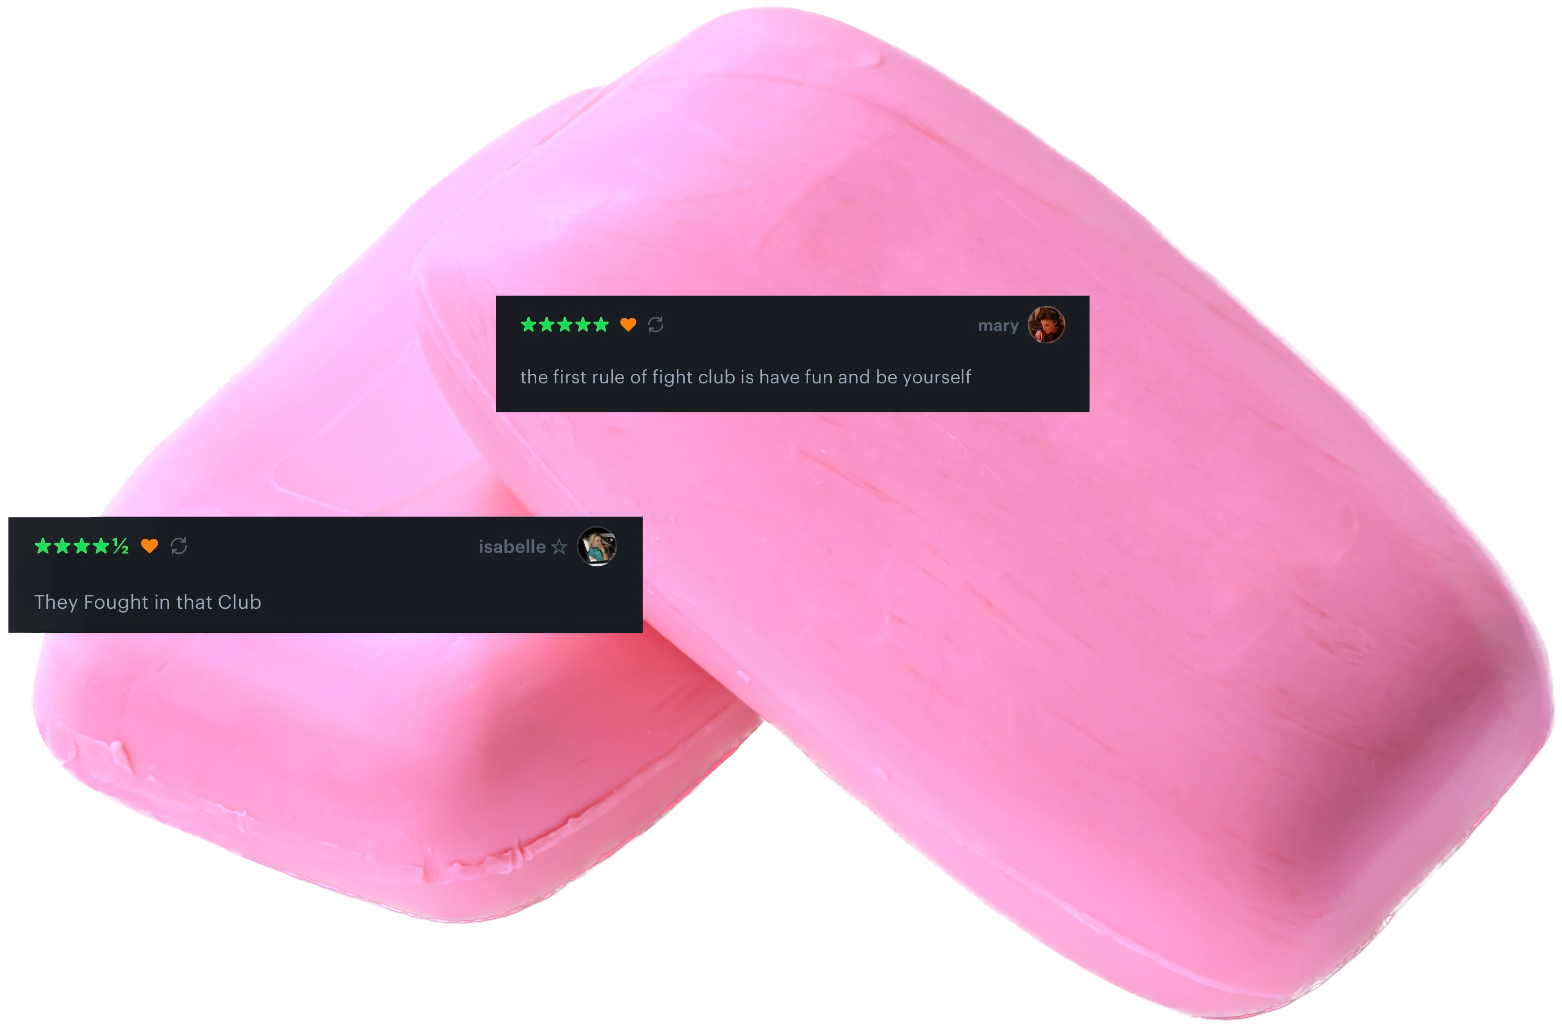 ★★★★★ mary
the first rule of fight club is have fun and be yourself
★★★★½ isabelle ☆
They Fought in that Club